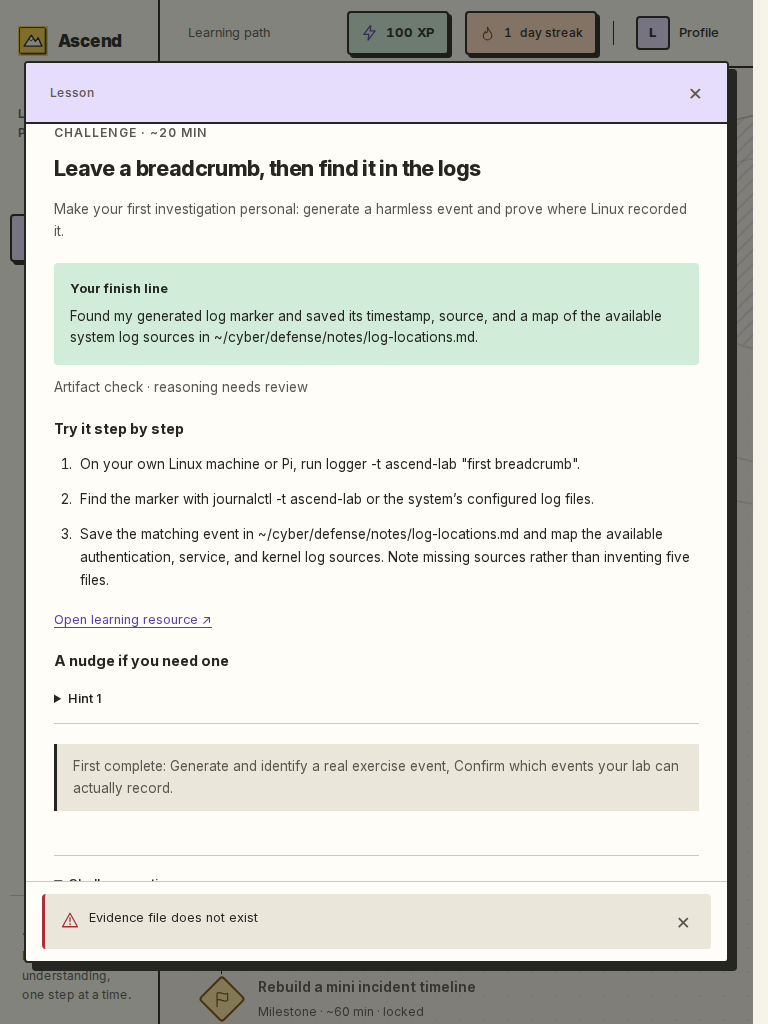 Ascend
Learning path
100 XP
1 day streak
L
Profile
Lesson
CHALLENGE · ~20 MIN
Leave a breadcrumb, then find it in the logs
Make your first investigation personal: generate a harmless event and prove where Linux recorded
it.
Your finish line
Found my generated log marker and saved its timestamp, source, and a map of the available
system log sources in ~/cyber/defense/notes/log-locations.md.
Artifact check · reasoning needs review
Try it step by step
1. On your own Linux machine or Pi, run logger -t ascend-lab "first breadcrumb".
2. Find the marker with journalctl -t ascend-lab or the system's configured log files.
3. Save the matching event in ~/cyber/defense/notes/log-locations.md and map the available
authentication, service, and kernel log sources. Note missing sources rather than inventing five
files.
Open learning resource ↗
A nudge if you need one
Hint 1
First complete: Generate and identify a real exercise event, Confirm which events your lab can
actually record.
Evidence file does not exist
understanding,
one step at a time.
Rebuild a mini incident timeline
Milestone · ~60 min · locked